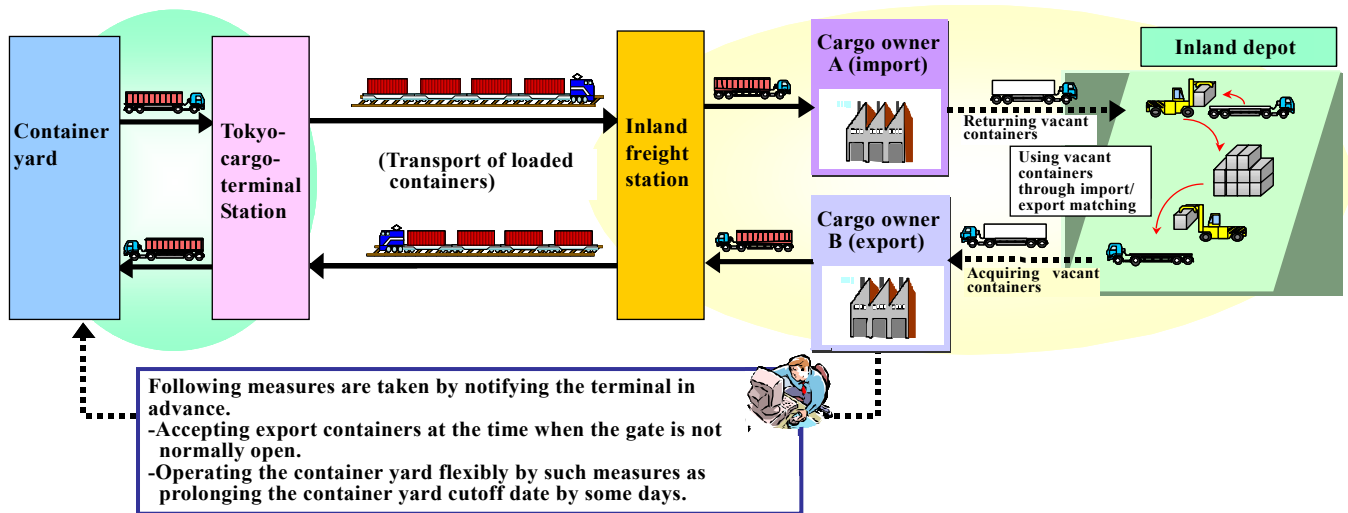 Container
yard
Tokyo-
cargo-
terminal
Station
(Transport of loaded
containers)
Inland
freight
station
Cargo owner
A (import)
Returning vacant
containers
Inland depot
Using vacant
containers
through import/
export matching
Cargo owner
B (export)
Acquiring vacant
containers
Following measures are taken by notifying the terminal in
advance.
-Accepting export containers at the time when the gate is not
normally open.
-Operating the container yard flexibly by such measures as
prolonging the container yard cutoff date by some days.